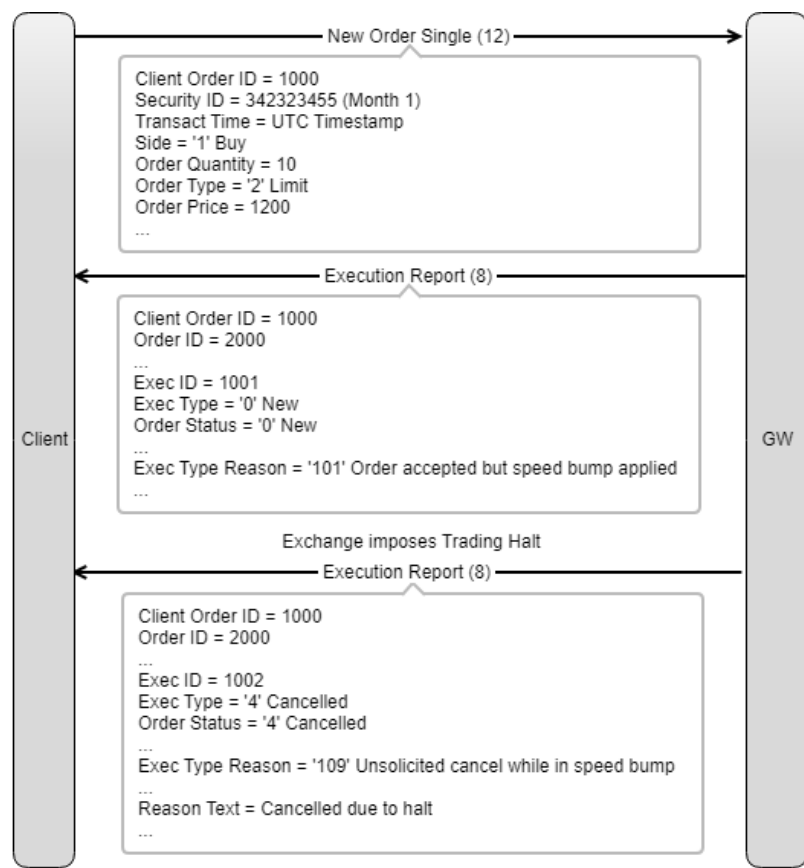 New Order Single (12)
Client Order ID = 1000
Security ID = 342323455 (Month 1)
Transact Time = UTC Timestamp
Side = '1' Buy
Order Quantity = 10
Order Type = '2' Limit
Order Price = 1200
...
Execution Report (8)
Client Order ID = 1000
Order ID = 2000
...
Exec ID = 1001
Exec Type = '0' New
Order Status = '0' New
...
Exec Type Reason = '101' Order accepted but speed bump applied
...
Client
GW
Exchange imposes Trading Halt
Execution Report (8)
Client Order ID = 1000
Order ID = 2000
...
Exec ID = 1002
Exec Type = '4' Cancelled
Order Status = '4' Cancelled
...
Exec Type Reason = '109' Unsolicited cancel while in speed bump
...
Reason Text = Cancelled due to halt
...